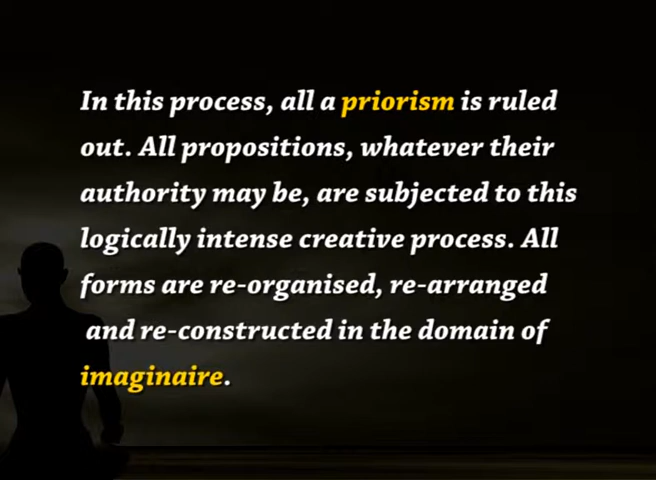 In this process, all a priorism is ruled
out. All propositions, whatever their
authority may be, are subjected to this
logically intense creative process. All
forms are re-organised, re-arranged
and re-constructed in the domain of
imaginaire.